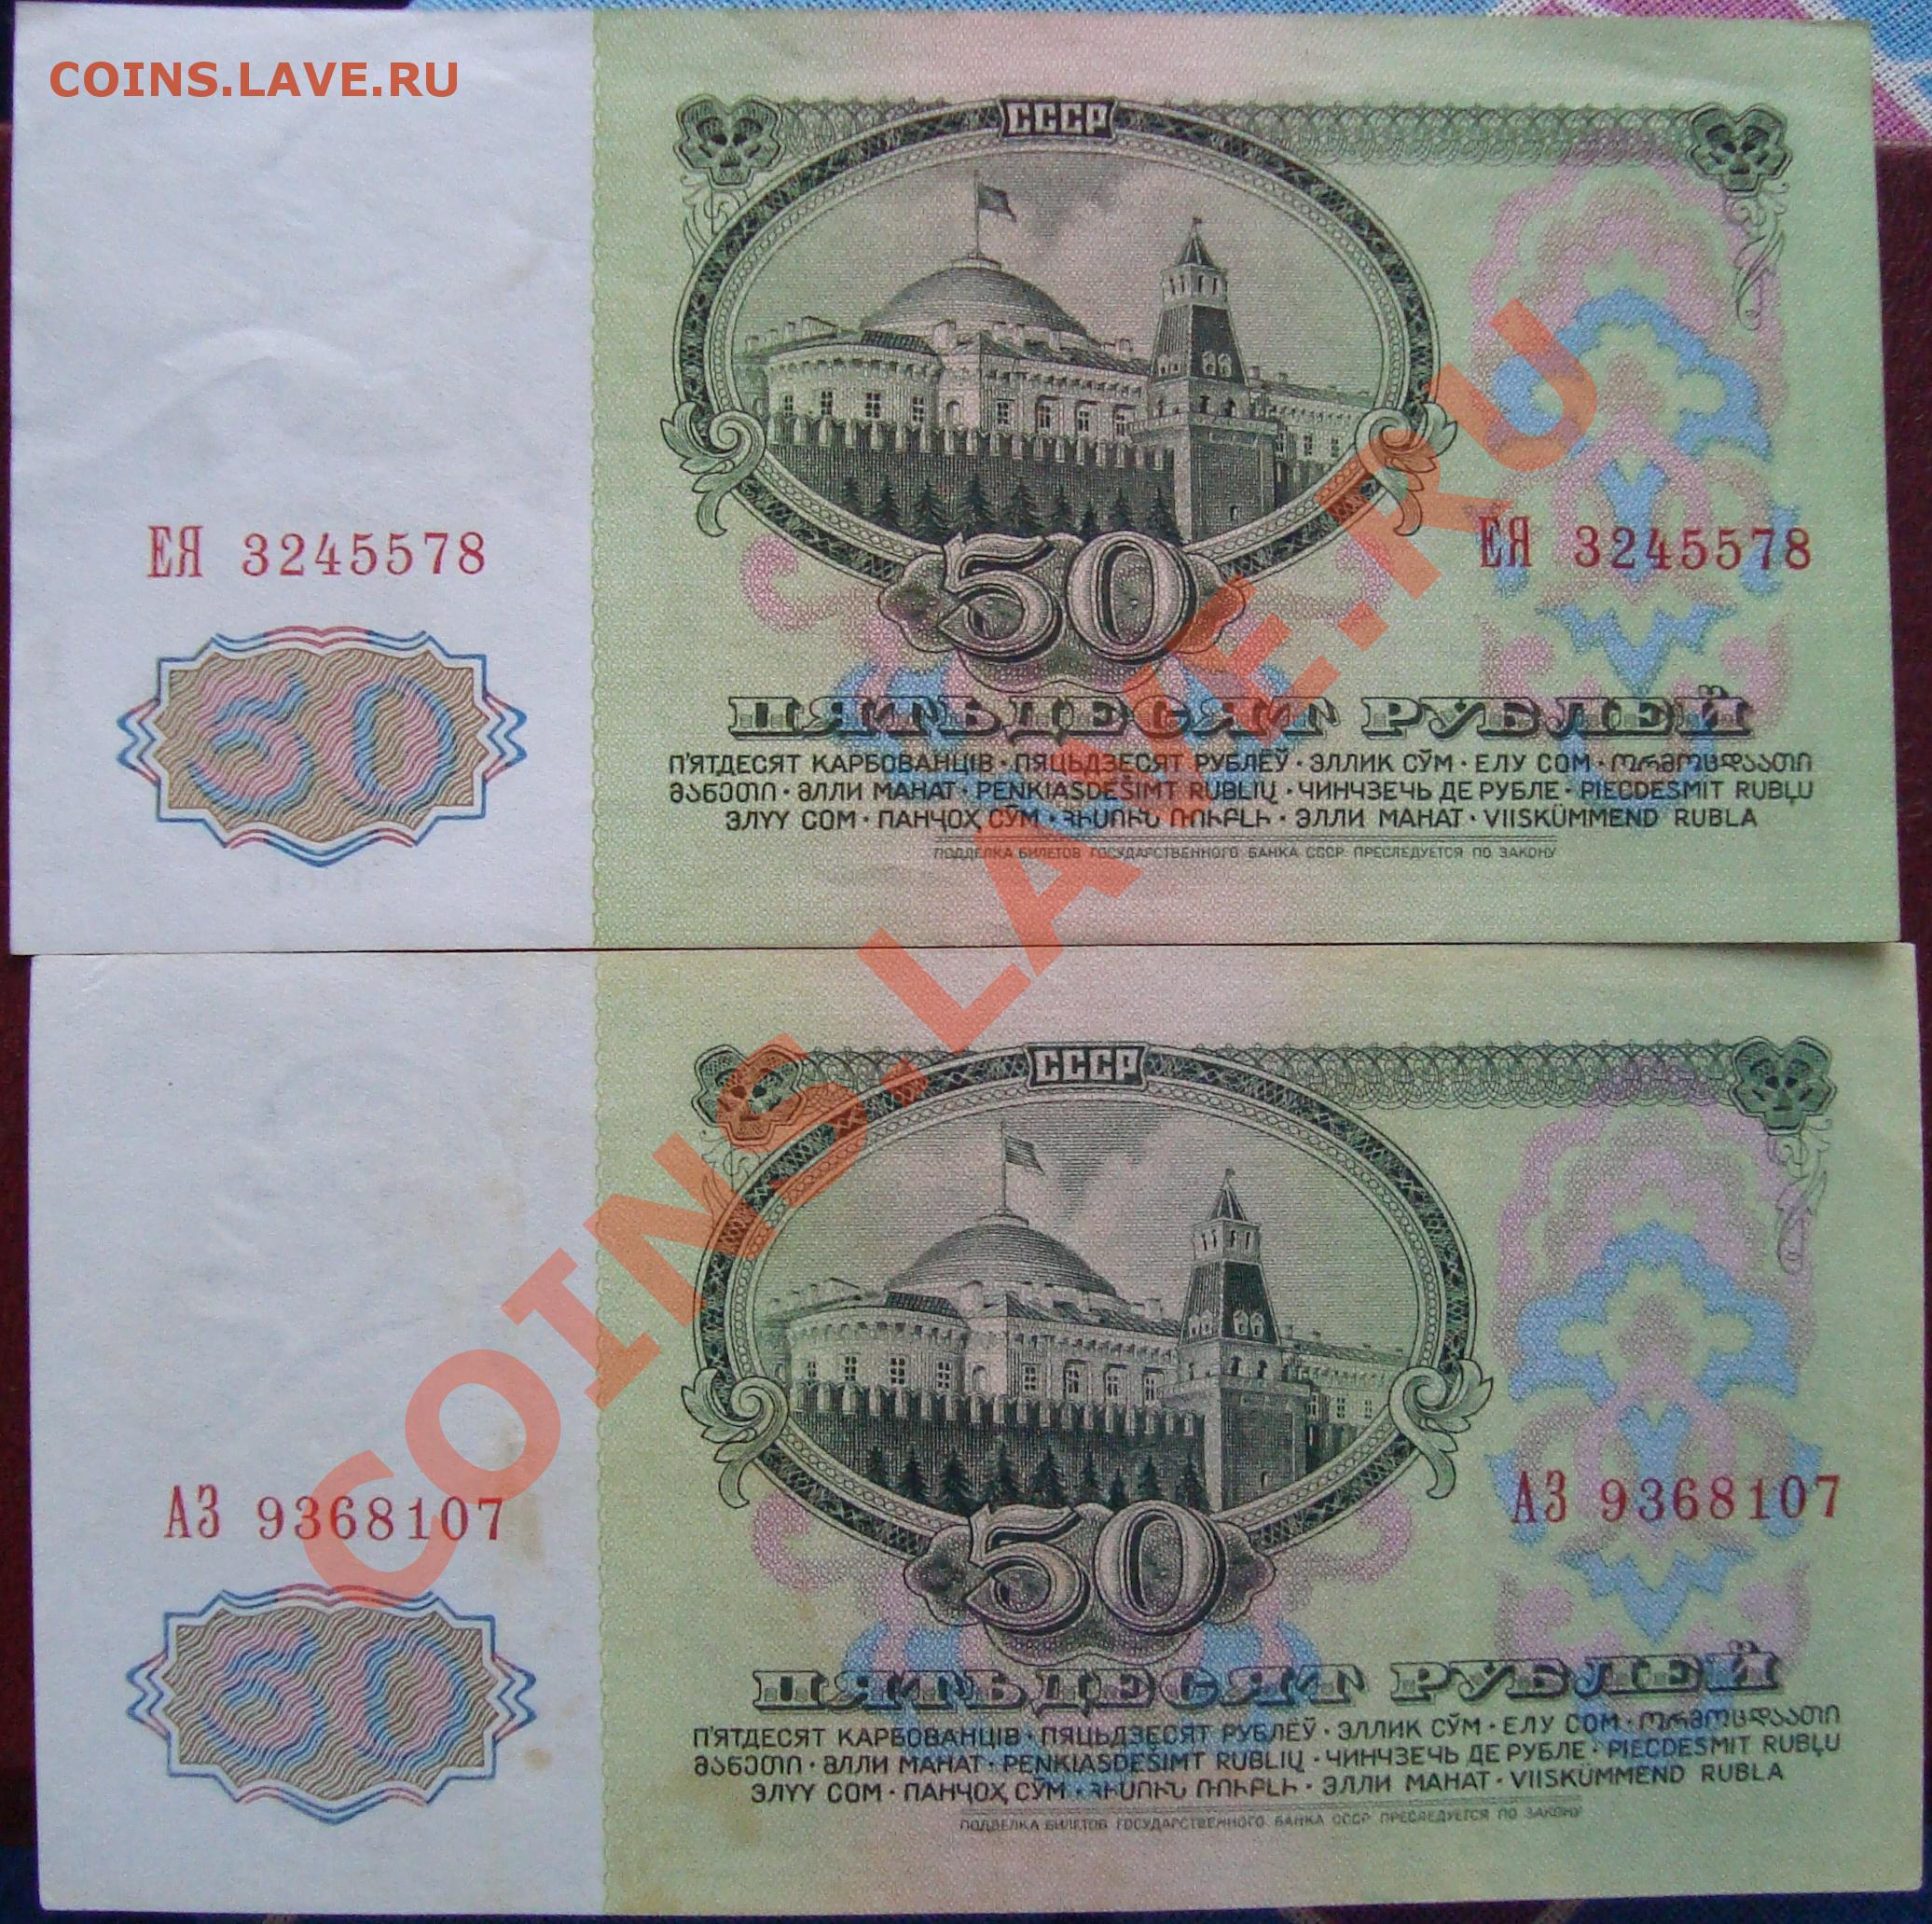 COINS.LAVE.RU
СССР
ЕЯ 3245578
ЕЯ 3245578
50
50
ПЯТЬДЕСЯТ РУБЛЕЙ
П'ЯТДЕСЯТ КАРБОВАНЦІВ · ПЯЦЬДЗЕСЯТ РУБЛЁЎ · ЭЛЛИК СЎМ · ЕЛУ СОМ · ორმოცდაათი
მანეთი · ӘЛЛИ МАНАТ · PENKIASDEŠIMT RUBLIŲ · ЧИНЧЗЕЧЬ ДЕ РУБЛЕ · PIECDESMIT RUBĻU
ЭЛҮҮ СОМ · ПАНҶОҲ СӮМ · ՀԻՍՈՒՆ ՌՈՒԲԼԻ · ЭЛЛИ МАНАТ · VIISKÜMMEND RUBLA
ПОДДЕЛКА БИЛЕТОВ ГОСУДАРСТВЕННОГО БАНКА СССР ПРЕСЛЕДУЕТСЯ ПО ЗАКОНУ
COINS.LAVE.RU
СССР
АЗ 9368107
АЗ 9368107
50
50
ПЯТЬДЕСЯТ РУБЛЕЙ
П'ЯТДЕСЯТ КАРБОВАНЦІВ · ПЯЦЬДЗЕСЯТ РУБЛЁЎ · ЭЛЛИК СЎМ · ЕЛУ СОМ · ორმოცდაათი
მანეთი · ӘЛЛИ МАНАТ · PENKIASDEŠIMT RUBLIŲ · ЧИНЧЗЕЧЬ ДЕ РУБЛЕ · PIECDESMIT RUBĻU
ЭЛҮҮ СОМ · ПАНҶОҲ СӮМ · ՀԻՍՈՒՆ ՌՈՒԲԼԻ · ЭЛЛИ МАНАТ · VIISKÜMMEND RUBLA
ПОДДЕЛКА БИЛЕТОВ ГОСУДАРСТВЕННОГО БАНКА СССР ПРЕСЛЕДУЕТСЯ ПО ЗАКОНУ